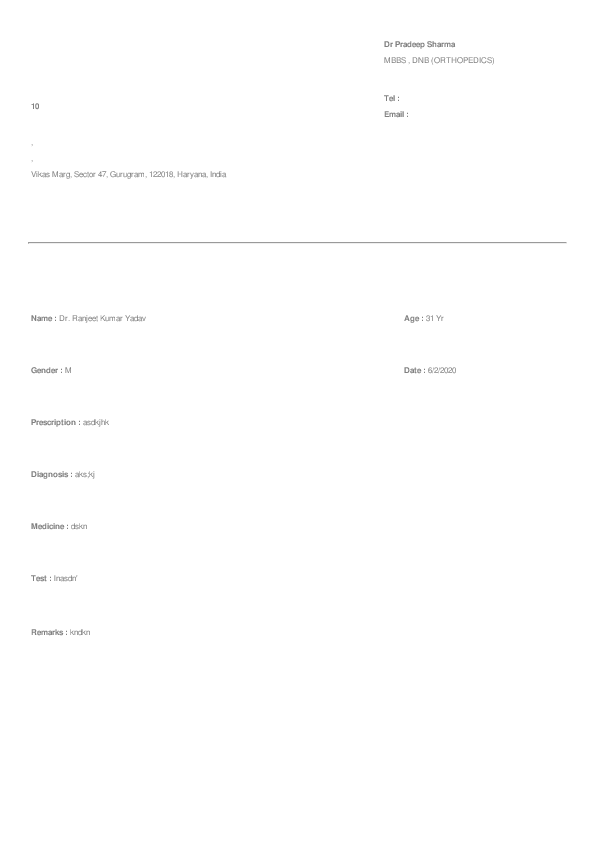 Dr Pradeep Sharma
MBBS , DNB (ORTHOPEDICS)
Tel :
10
Email :
,
,
Vikas Marg, Sector 47, Gurugram, 122018, Haryana, India
Name : Dr. Ranjeet Kumar Yadav
Age : 31 Yr
Gender : M
Date : 6/2/2020
Prescription : asdkjhk
Diagnosis : aks;kj
Medicine : dskn
Test : lnasdn'
Remarks : kndkn